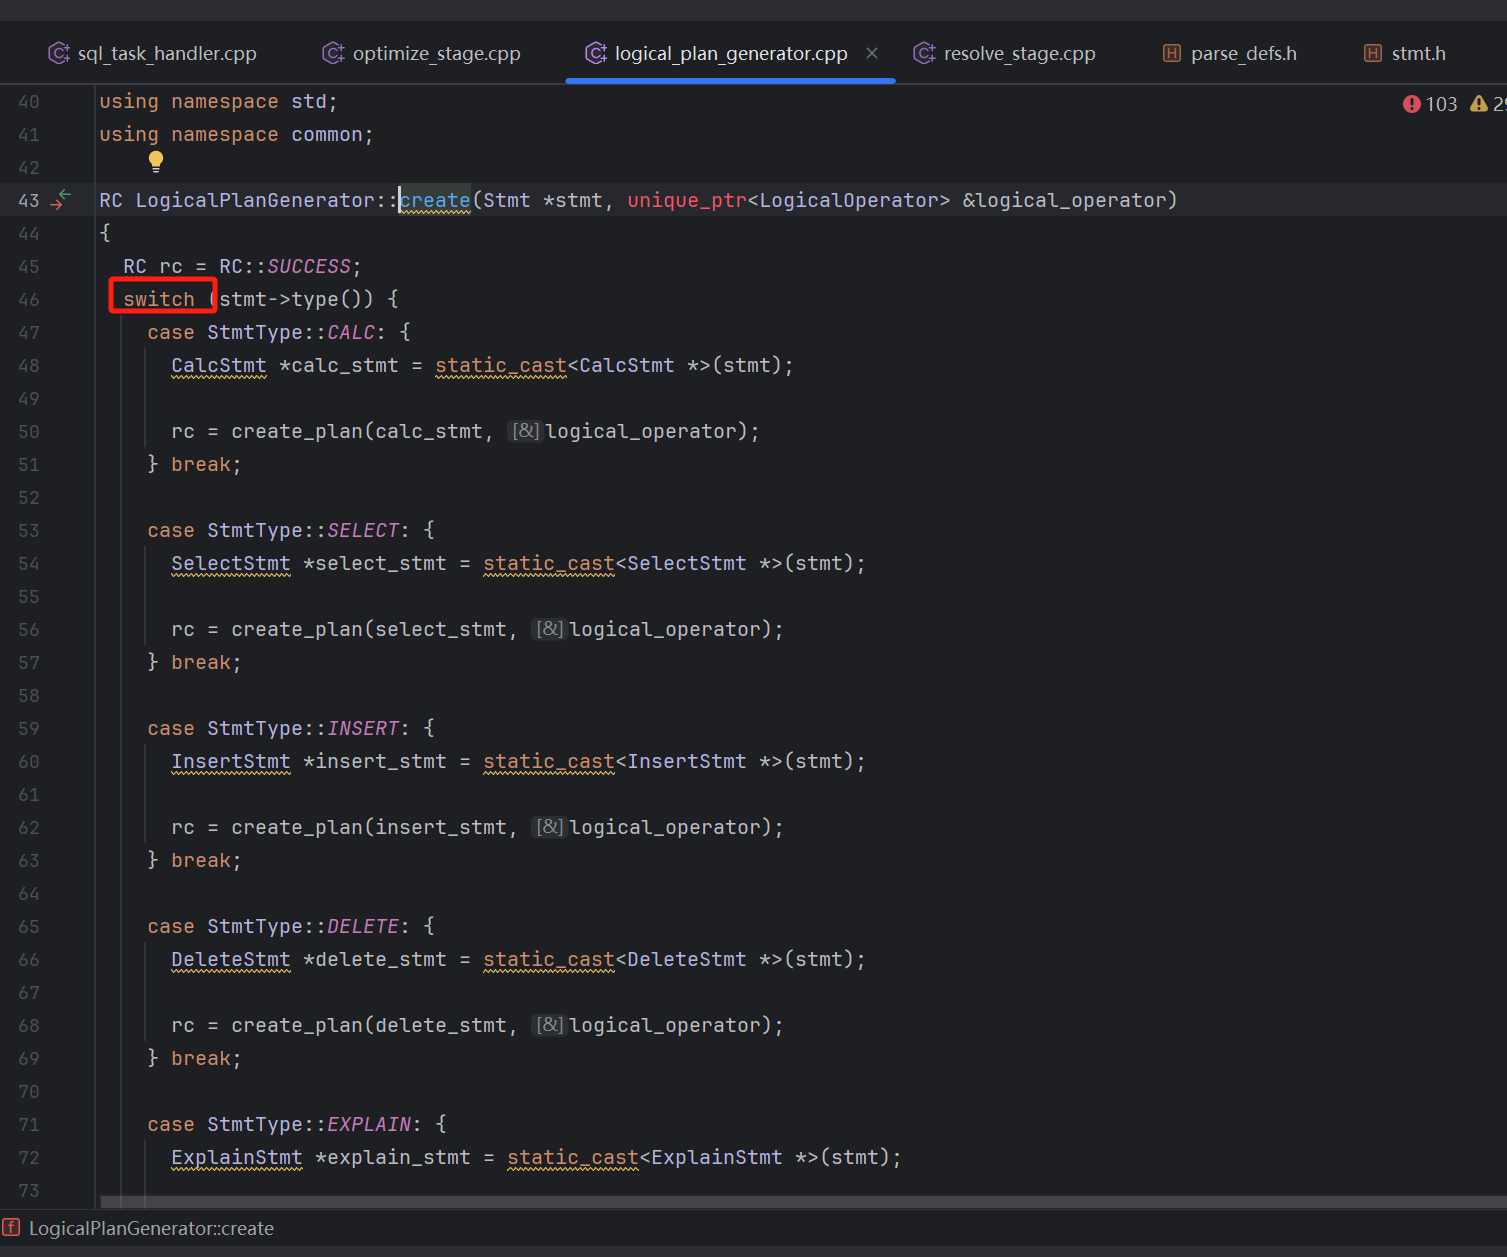 sql_task_handler.cpp optimize_stage.cpp logical_plan_generator.cpp × resolve_stage.cpp H parse_defs.h H stmt.h
40 using namespace std; 103
41 using namespace common;
42
43 RC LogicalPlanGenerator::create(Stmt *stmt, unique_ptr<LogicalOperator> &logical_operator)
44 {
45 RC rc = RC::SUCCESS;
46 switch (stmt->type()) {
47 case StmtType::CALC: {
48 CalcStmt *calc_stmt = static_cast<CalcStmt *>(stmt);
49
50 rc = create_plan(calc_stmt, [&]logical_operator);
51 } break;
52
53 case StmtType::SELECT: {
54 SelectStmt *select_stmt = static_cast<SelectStmt *>(stmt);
55
56 rc = create_plan(select_stmt, [&]logical_operator);
57 } break;
58
59 case StmtType::INSERT: {
60 InsertStmt *insert_stmt = static_cast<InsertStmt *>(stmt);
61
62 rc = create_plan(insert_stmt, [&]logical_operator);
63 } break;
64
65 case StmtType::DELETE: {
66 DeleteStmt *delete_stmt = static_cast<DeleteStmt *>(stmt);
67
68 rc = create_plan(delete_stmt, [&]logical_operator);
69 } break;
70
71 case StmtType::EXPLAIN: {
72 ExplainStmt *explain_stmt = static_cast<ExplainStmt *>(stmt);
73
f LogicalPlanGenerator::create